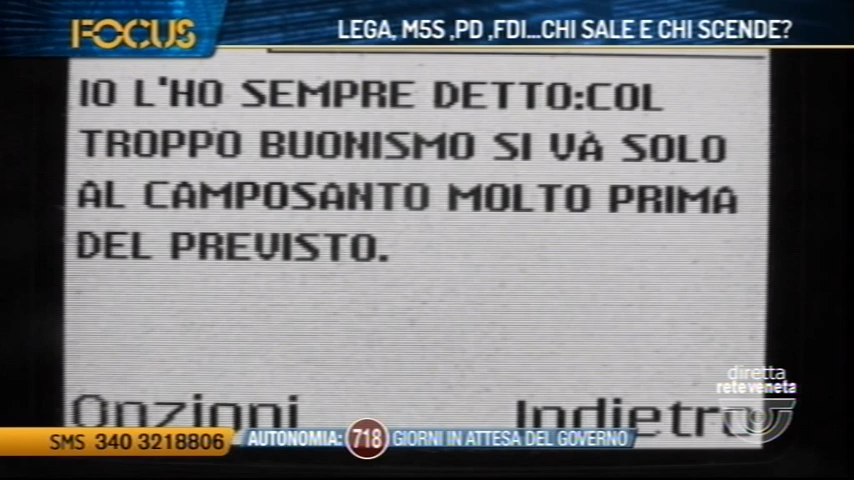 FOCUS
LEGA, M5S ,PD ,FDI...CHI SALE E CHI SCENDE?
IO L'HO SEMPRE DETTO:COL
TROPPO BUONISMO SI VÀ SOLO
AL CAMPOSANTO MOLTO PRIMA
DEL PREVISTO.
diretta
reteveneta
Opzioni Indietro
SMS 340 3218806 AUTONOMIA: 718 GIORNI IN ATTESA DEL GOVERNO